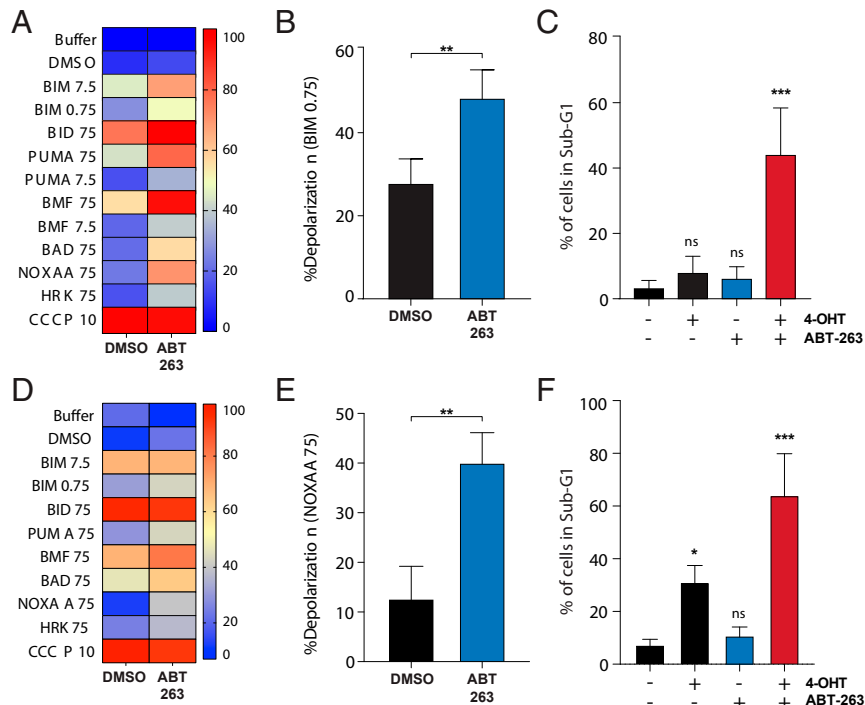 A
Buffer
DMSO
BIM 7.5
BIM 0.75
BID 75
PUMA 75
PUMA 7.5
BMF 75
BMF 7.5
BAD 75
NOXAA 75
HRK 75
CCCP 10
DMSO ABT
263
100
80
60
40
20
0
B
%Depolarizatio n (BIM 0.75)
60
40
20
0
**
DMSO ABT
263
C
% of cells in Sub-G1
80
60
40
20
0
ns
ns
***
- + - + 4-OHT
- - + + ABT-263
D
Buffer
DMSO
BIM 7.5
BIM 0.75
BID 75
PUM A 75
BMF 75
BAD 75
NOXA A 75
HRK 75
CCC P 10
DMSO ABT
263
100
80
60
40
20
0
E
%Depolarizatio n (NOXAA 75)
50
40
30
20
10
0
**
DMSO ABT
263
F
% of cells in Sub-G1
100
80
60
40
20
0
*
ns
***
- + - + 4-OHT
- - + + ABT-263